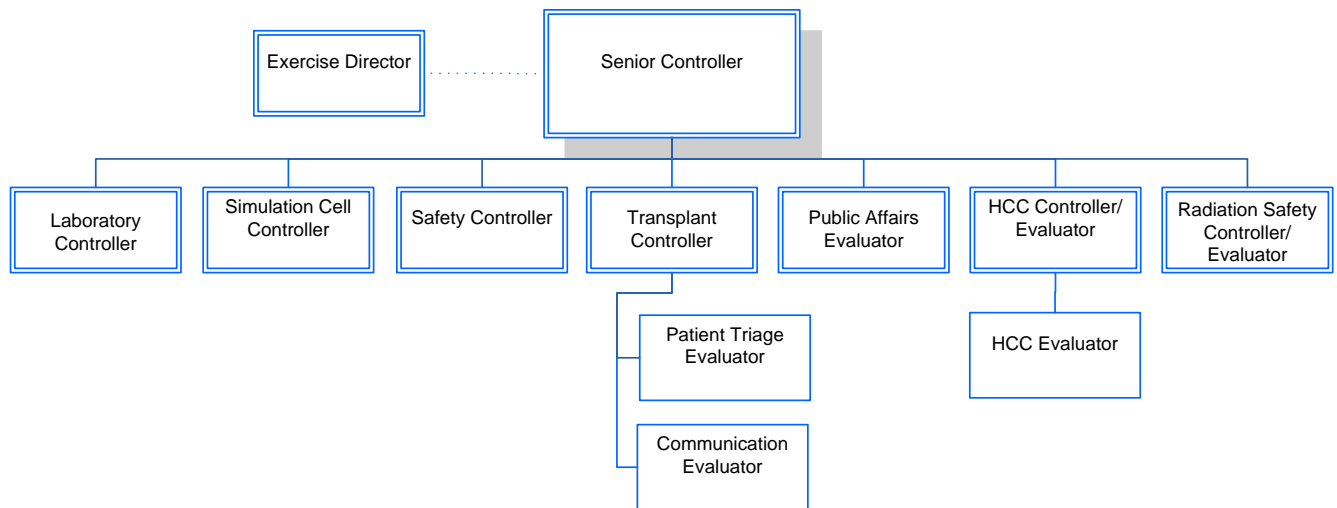 Exercise Director
Senior Controller
Laboratory
Controller
Simulation Cell
Controller
Safety Controller
Transplant
Controller
Public Affairs
Evaluator
HCC Controller/
Evaluator
Radiation Safety
Controller/
Evaluator
Patient Triage
Evaluator
HCC Evaluator
Communication
Evaluator